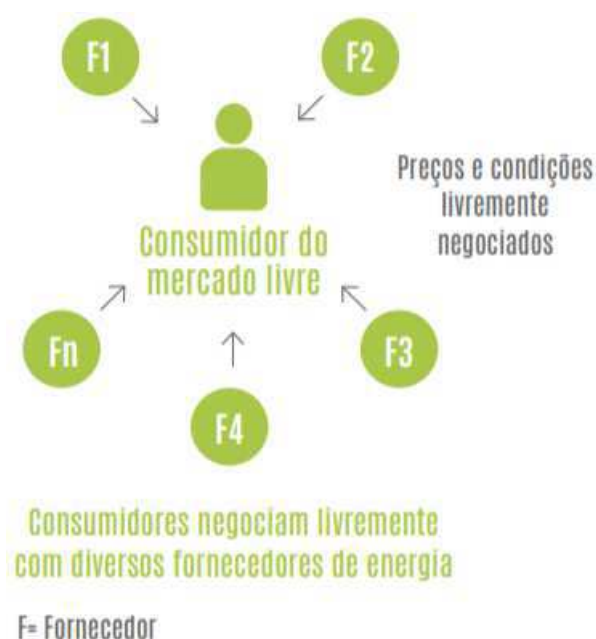 F1
F2
Preços e condições
livremente
negociados
Consumidor do
mercado livre
Fn
F3
F4
Consumidores negociam livremente
com diversos fornecedores de energia
F= Fornecedor